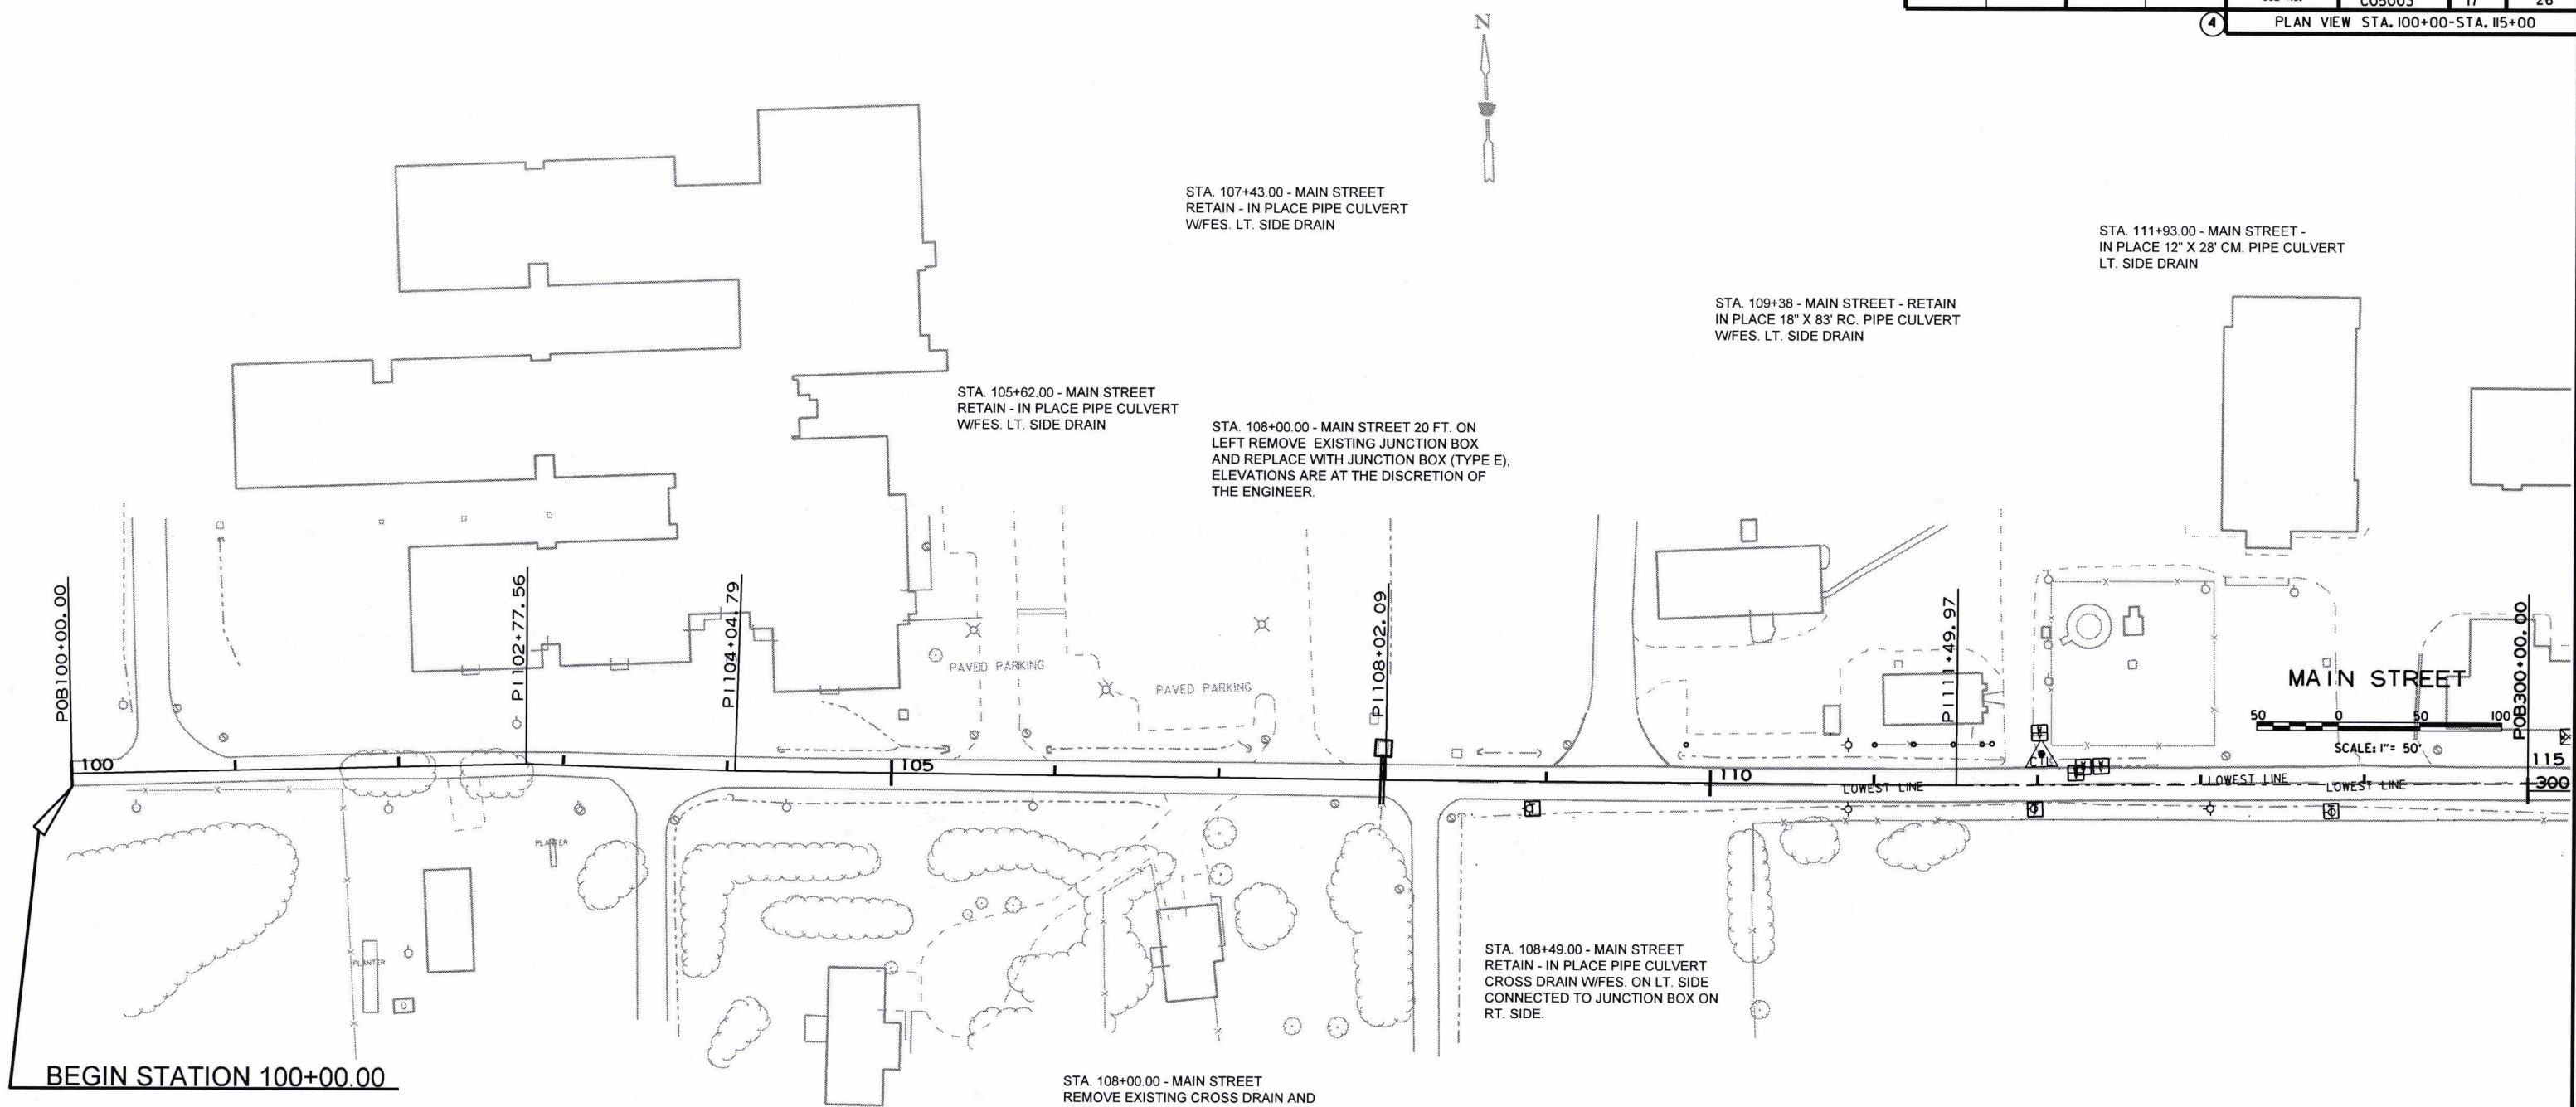 C05003 17 26
4 PLAN VIEW STA. 100+00-STA. 115+00
N
STA. 107+43.00 - MAIN STREET
RETAIN - IN PLACE PIPE CULVERT
W/FES. LT. SIDE DRAIN
STA. 111+93.00 - MAIN STREET -
IN PLACE 12" X 28' CM. PIPE CULVERT
LT. SIDE DRAIN
STA. 109+38 - MAIN STREET - RETAIN
IN PLACE 18" X 83' RC. PIPE CULVERT
W/FES. LT. SIDE DRAIN
STA. 105+62.00 - MAIN STREET
RETAIN - IN PLACE PIPE CULVERT
W/FES. LT. SIDE DRAIN
STA. 108+00.00 - MAIN STREET 20 FT. ON
LEFT REMOVE EXISTING JUNCTION BOX
AND REPLACE WITH JUNCTION BOX (TYPE E),
ELEVATIONS ARE AT THE DISCRETION OF
THE ENGINEER.
POB100+00.00
PI102+77.56
PI104+04.79
PI108+02.09
PI111+49.97
POB300+00.00
PAVED PARKING
PAVED PARKING
MAIN STREET
50 0 50 100
SCALE: 1"= 50'
100
105
110
115
300
C L
LOWEST LINE
LOWEST LINE
LOWEST LINE
PLANTER
PLANTER
STA. 108+49.00 - MAIN STREET
RETAIN - IN PLACE PIPE CULVERT
CROSS DRAIN W/FES. ON LT. SIDE
CONNECTED TO JUNCTION BOX ON
RT. SIDE.
BEGIN STATION 100+00.00
STA. 108+00.00 - MAIN STREET
REMOVE EXISTING CROSS DRAIN AND